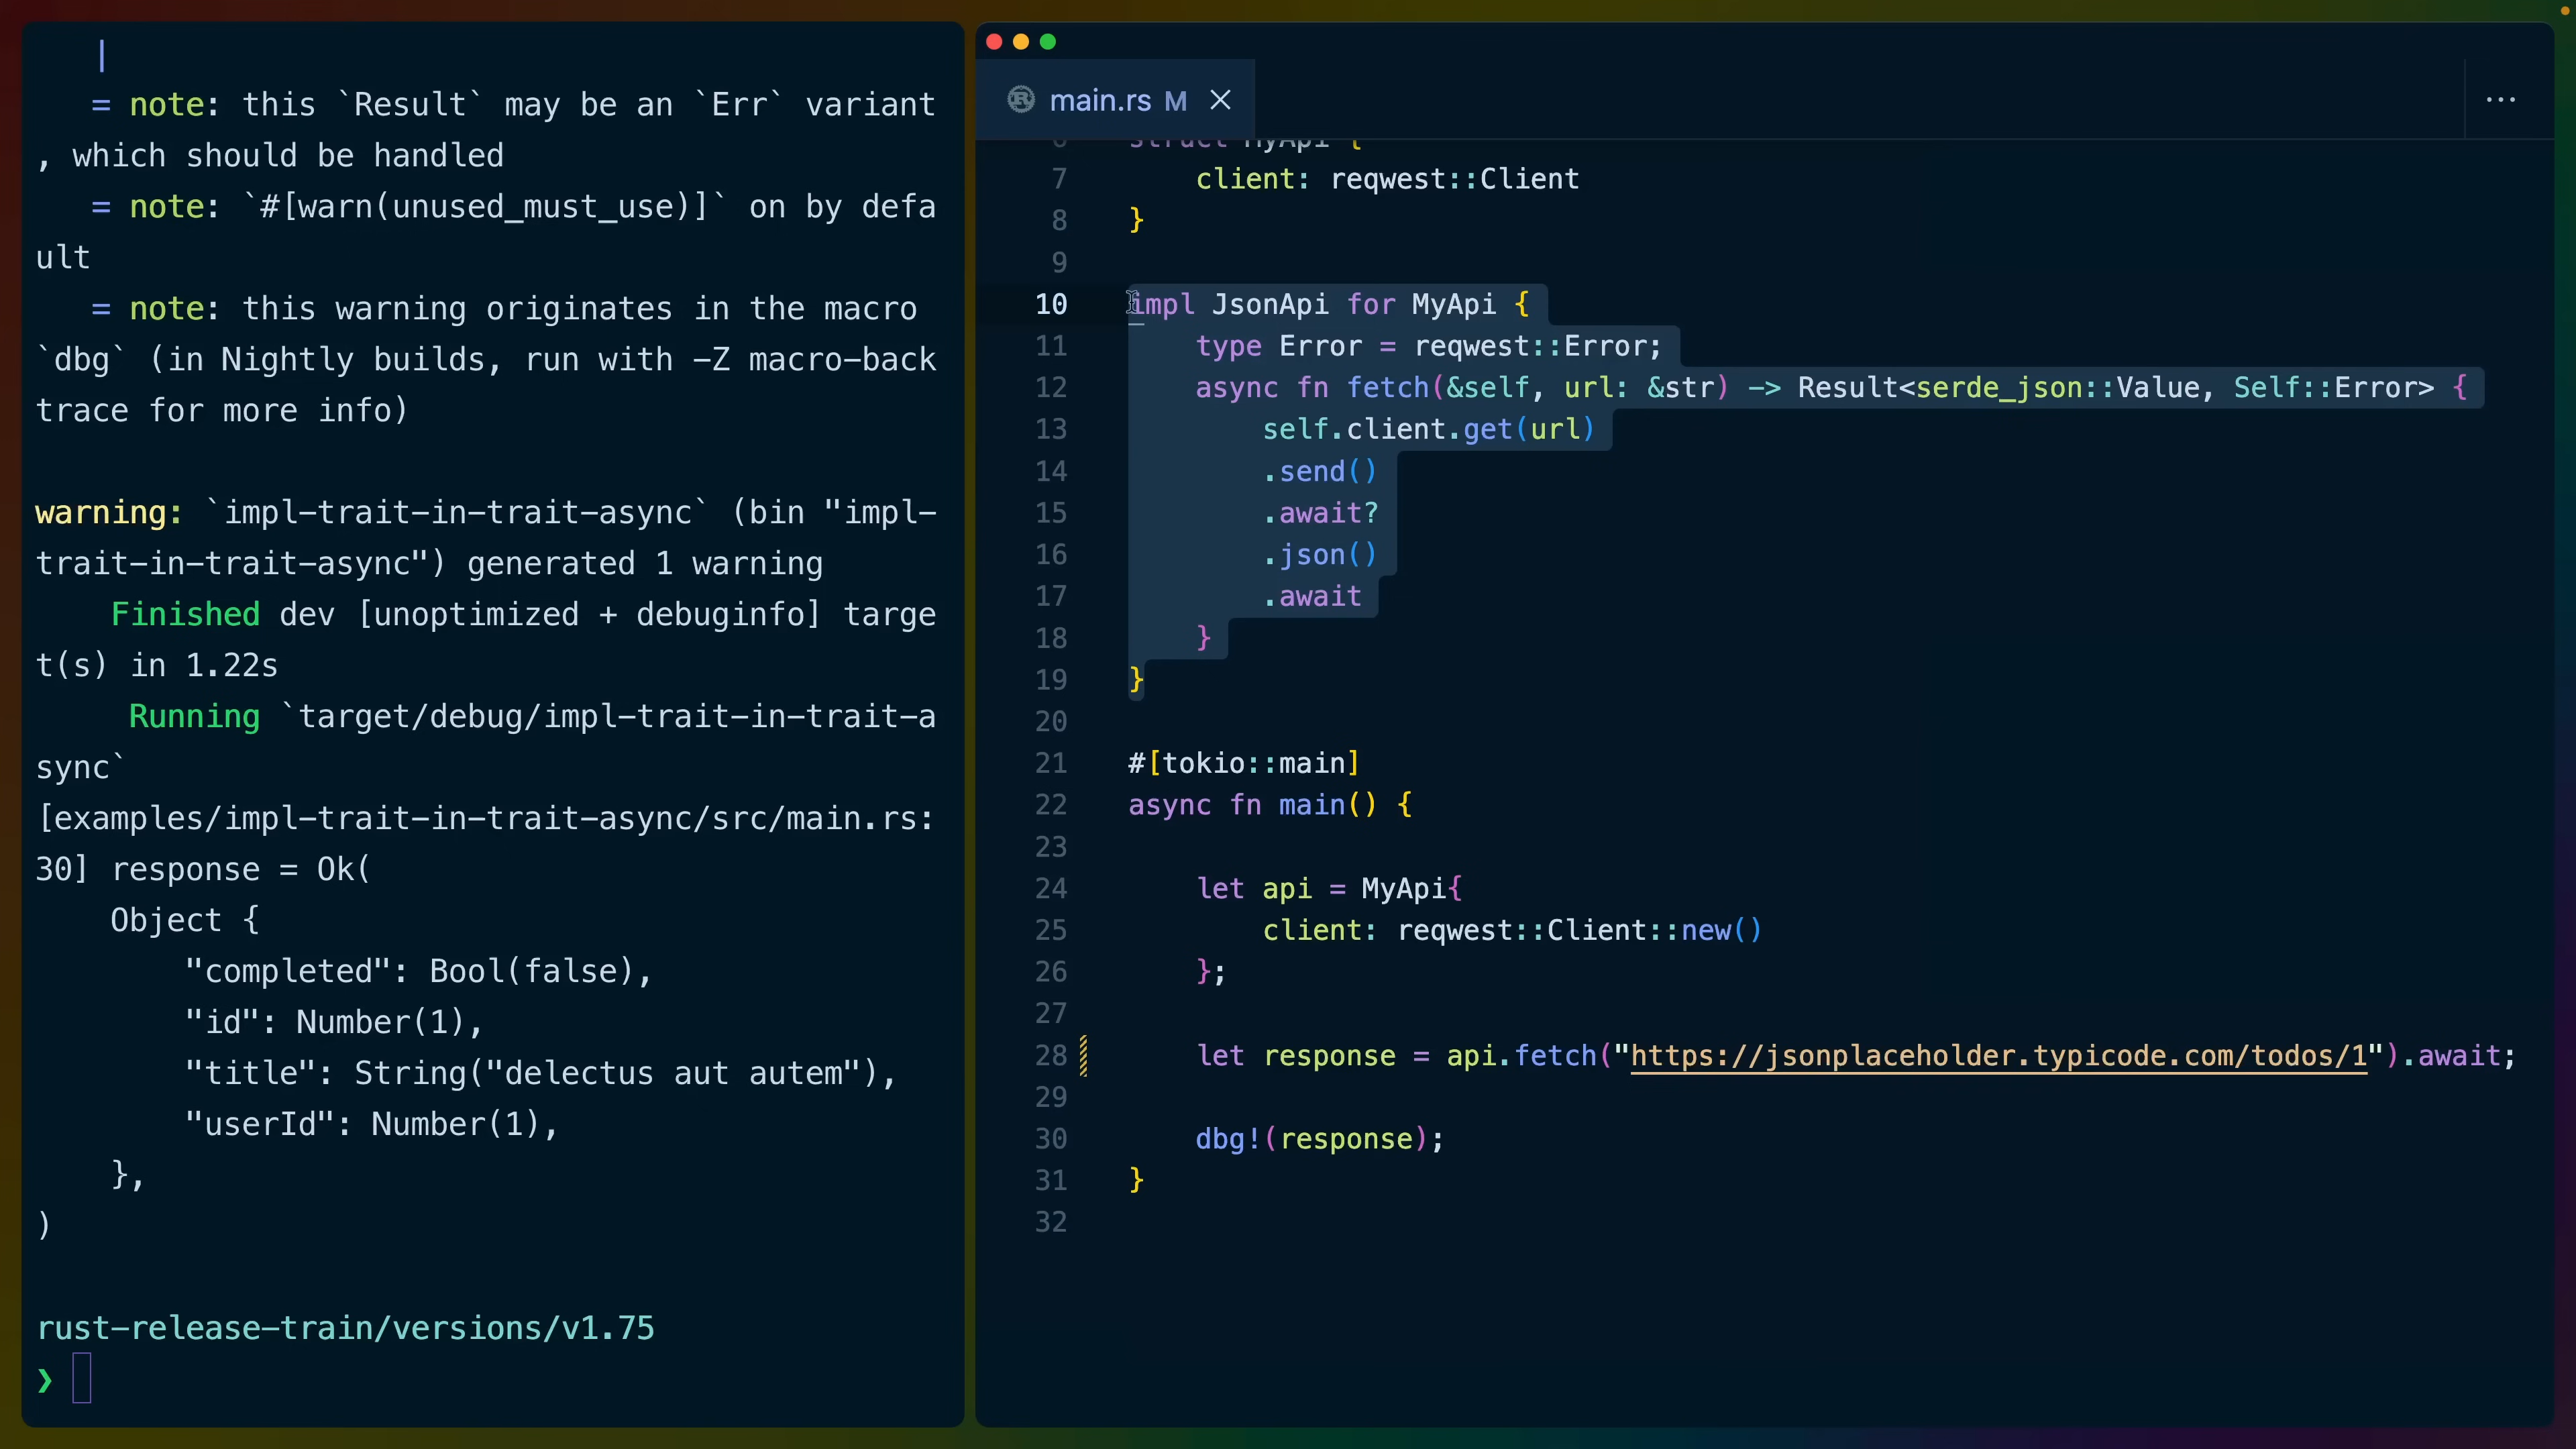 |
= note: this `Result` may be an `Err` variant
, which should be handled
= note: `#[warn(unused_must_use)]` on by defa
ult
= note: this warning originates in the macro
`dbg` (in Nightly builds, run with -Z macro-back
trace for more info)
warning: `impl-trait-in-trait-async` (bin "impl-
trait-in-trait-async") generated 1 warning
Finished dev [unoptimized + debuginfo] targe
t(s) in 1.22s
Running `target/debug/impl-trait-in-trait-a
sync`
[examples/impl-trait-in-trait-async/src/main.rs:
30] response = Ok(
Object {
"completed": Bool(false),
"id": Number(1),
"title": String("delectus aut autem"),
"userId": Number(1),
},
)
rust-release-train/versions/v1.75
❯
main.rs M
6 struct MyApi {
7 client: reqwest::Client
8 }
9
10 impl JsonApi for MyApi {
11 type Error = reqwest::Error;
12 async fn fetch(&self, url: &str) -> Result<serde_json::Value, Self::Error> {
13 self.client.get(url)
14 .send()
15 .await?
16 .json()
17 .await
18 }
19 }
20
21 #[tokio::main]
22 async fn main() {
23
24 let api = MyApi{
25 client: reqwest::Client::new()
26 };
27
28 let response = api.fetch("https://jsonplaceholder.typicode.com/todos/1").await;
29
30 dbg!(response);
31 }
32